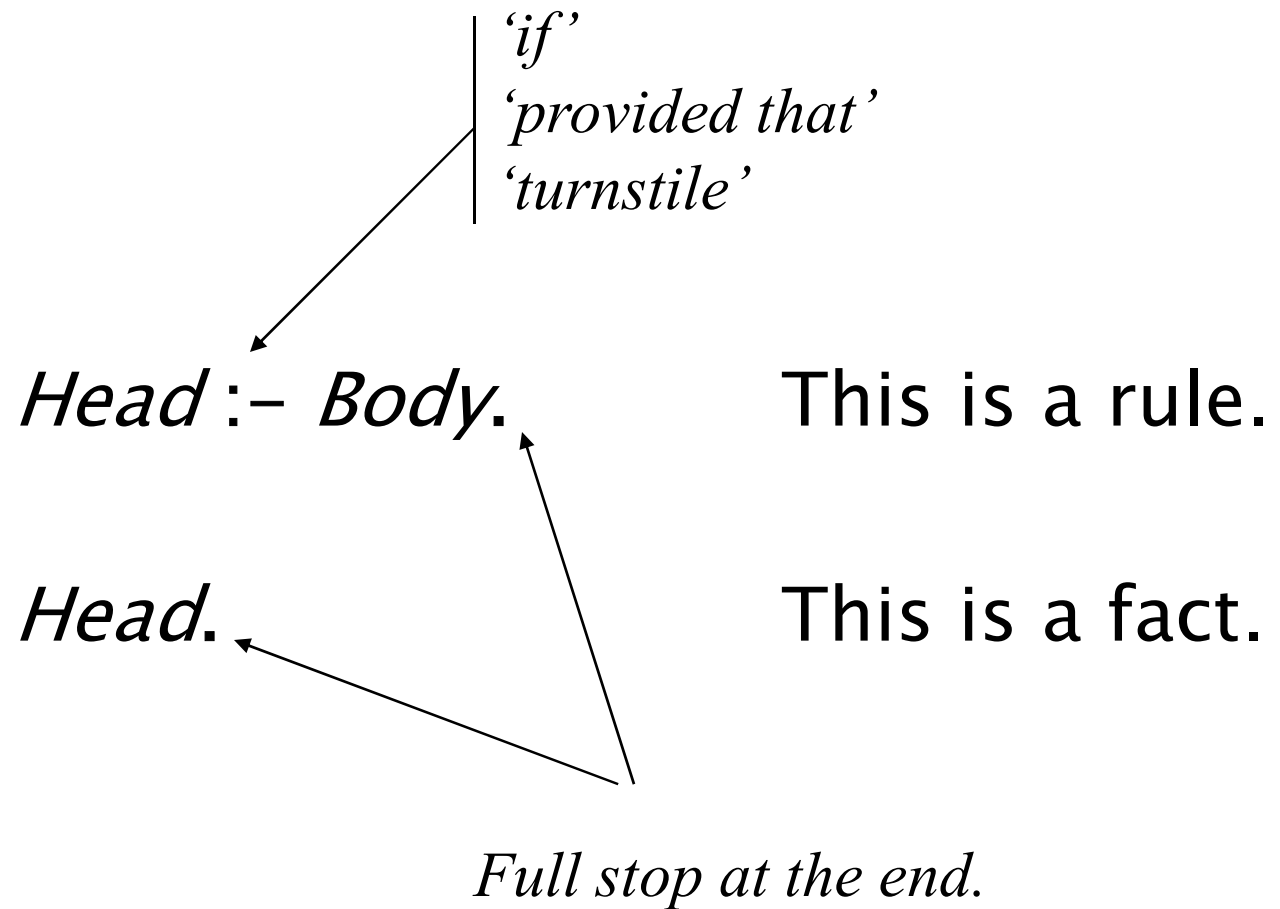 ‘if’
‘provided that’
‘turnstile’
Head :– Body. This is a rule.
Head. This is a fact.
Full stop at the end.